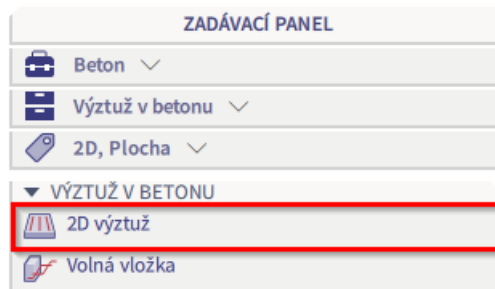 ZADÁVACÍ PANEL
Beton
Výztuž v betonu
2D, Plocha
VÝZTUŽ V BETONU
2D výztuž
Volná vložka